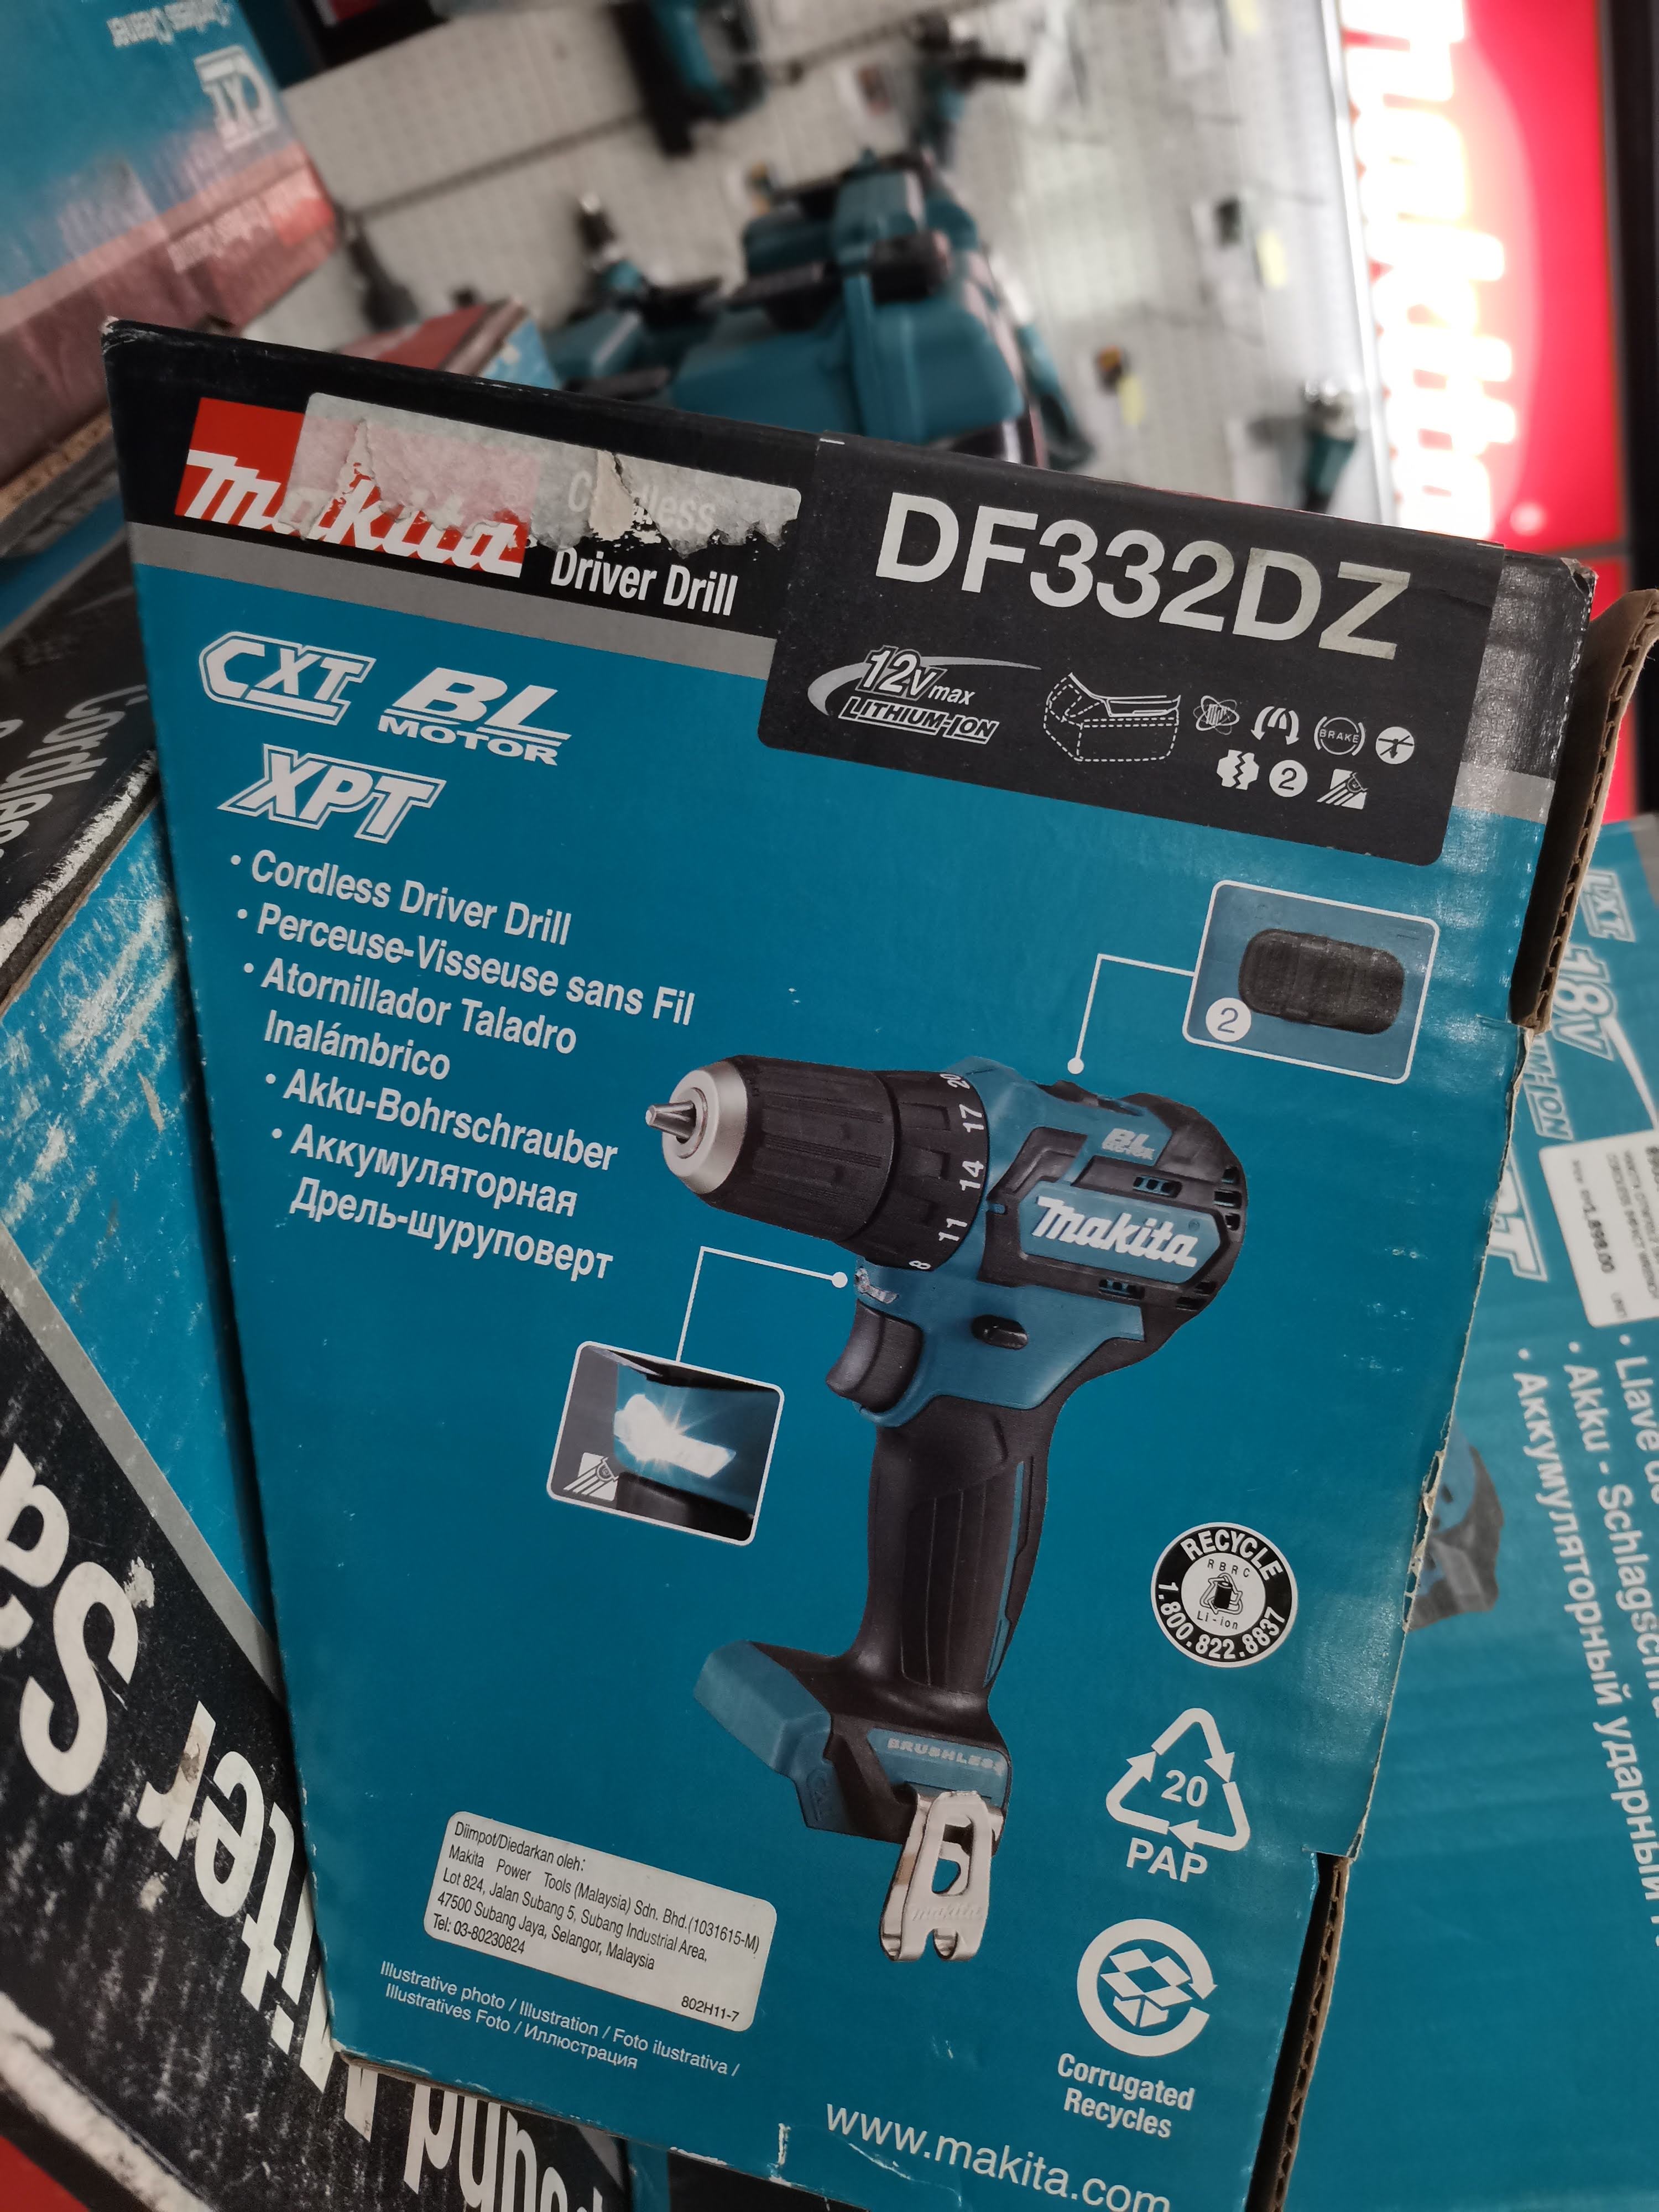 CXT
makita
Cordless
Driver Drill
DF332DZ
CXT
BL
MOTOR
XPT
12Vmax
LITHIUM-ION
BRAKE
2
• Cordless Driver Drill
• Perceuse-Visseuse sans Fil
• Atornillador Taladro
Inalámbrico
• Akku-Bohrschrauber
• Аккумуляторная
Дрель-шуруповерт
2
20
17
14
11
8
BL
makita
BRUSHLESS
RECYCLE
RBRC
Li-ion
1.800.822.8837
20
PAP
Corrugated
Recycles
Diimpot/Diedarkan oleh:
Makita Power Tools (Malaysia) Sdn. Bhd.(1031615-M)
Lot 824, Jalan Subang 5, Subang Industrial Area,
47500 Subang Jaya, Selangor, Malaysia
Tel: 03-80230824
802H11-7
Illustrative photo / Illustration / Foto ilustrativa /
Illustratives Foto / Иллюстрация
www.makita.com
18V
• Akku - Schlagschra
• Аккумуляторный ударный